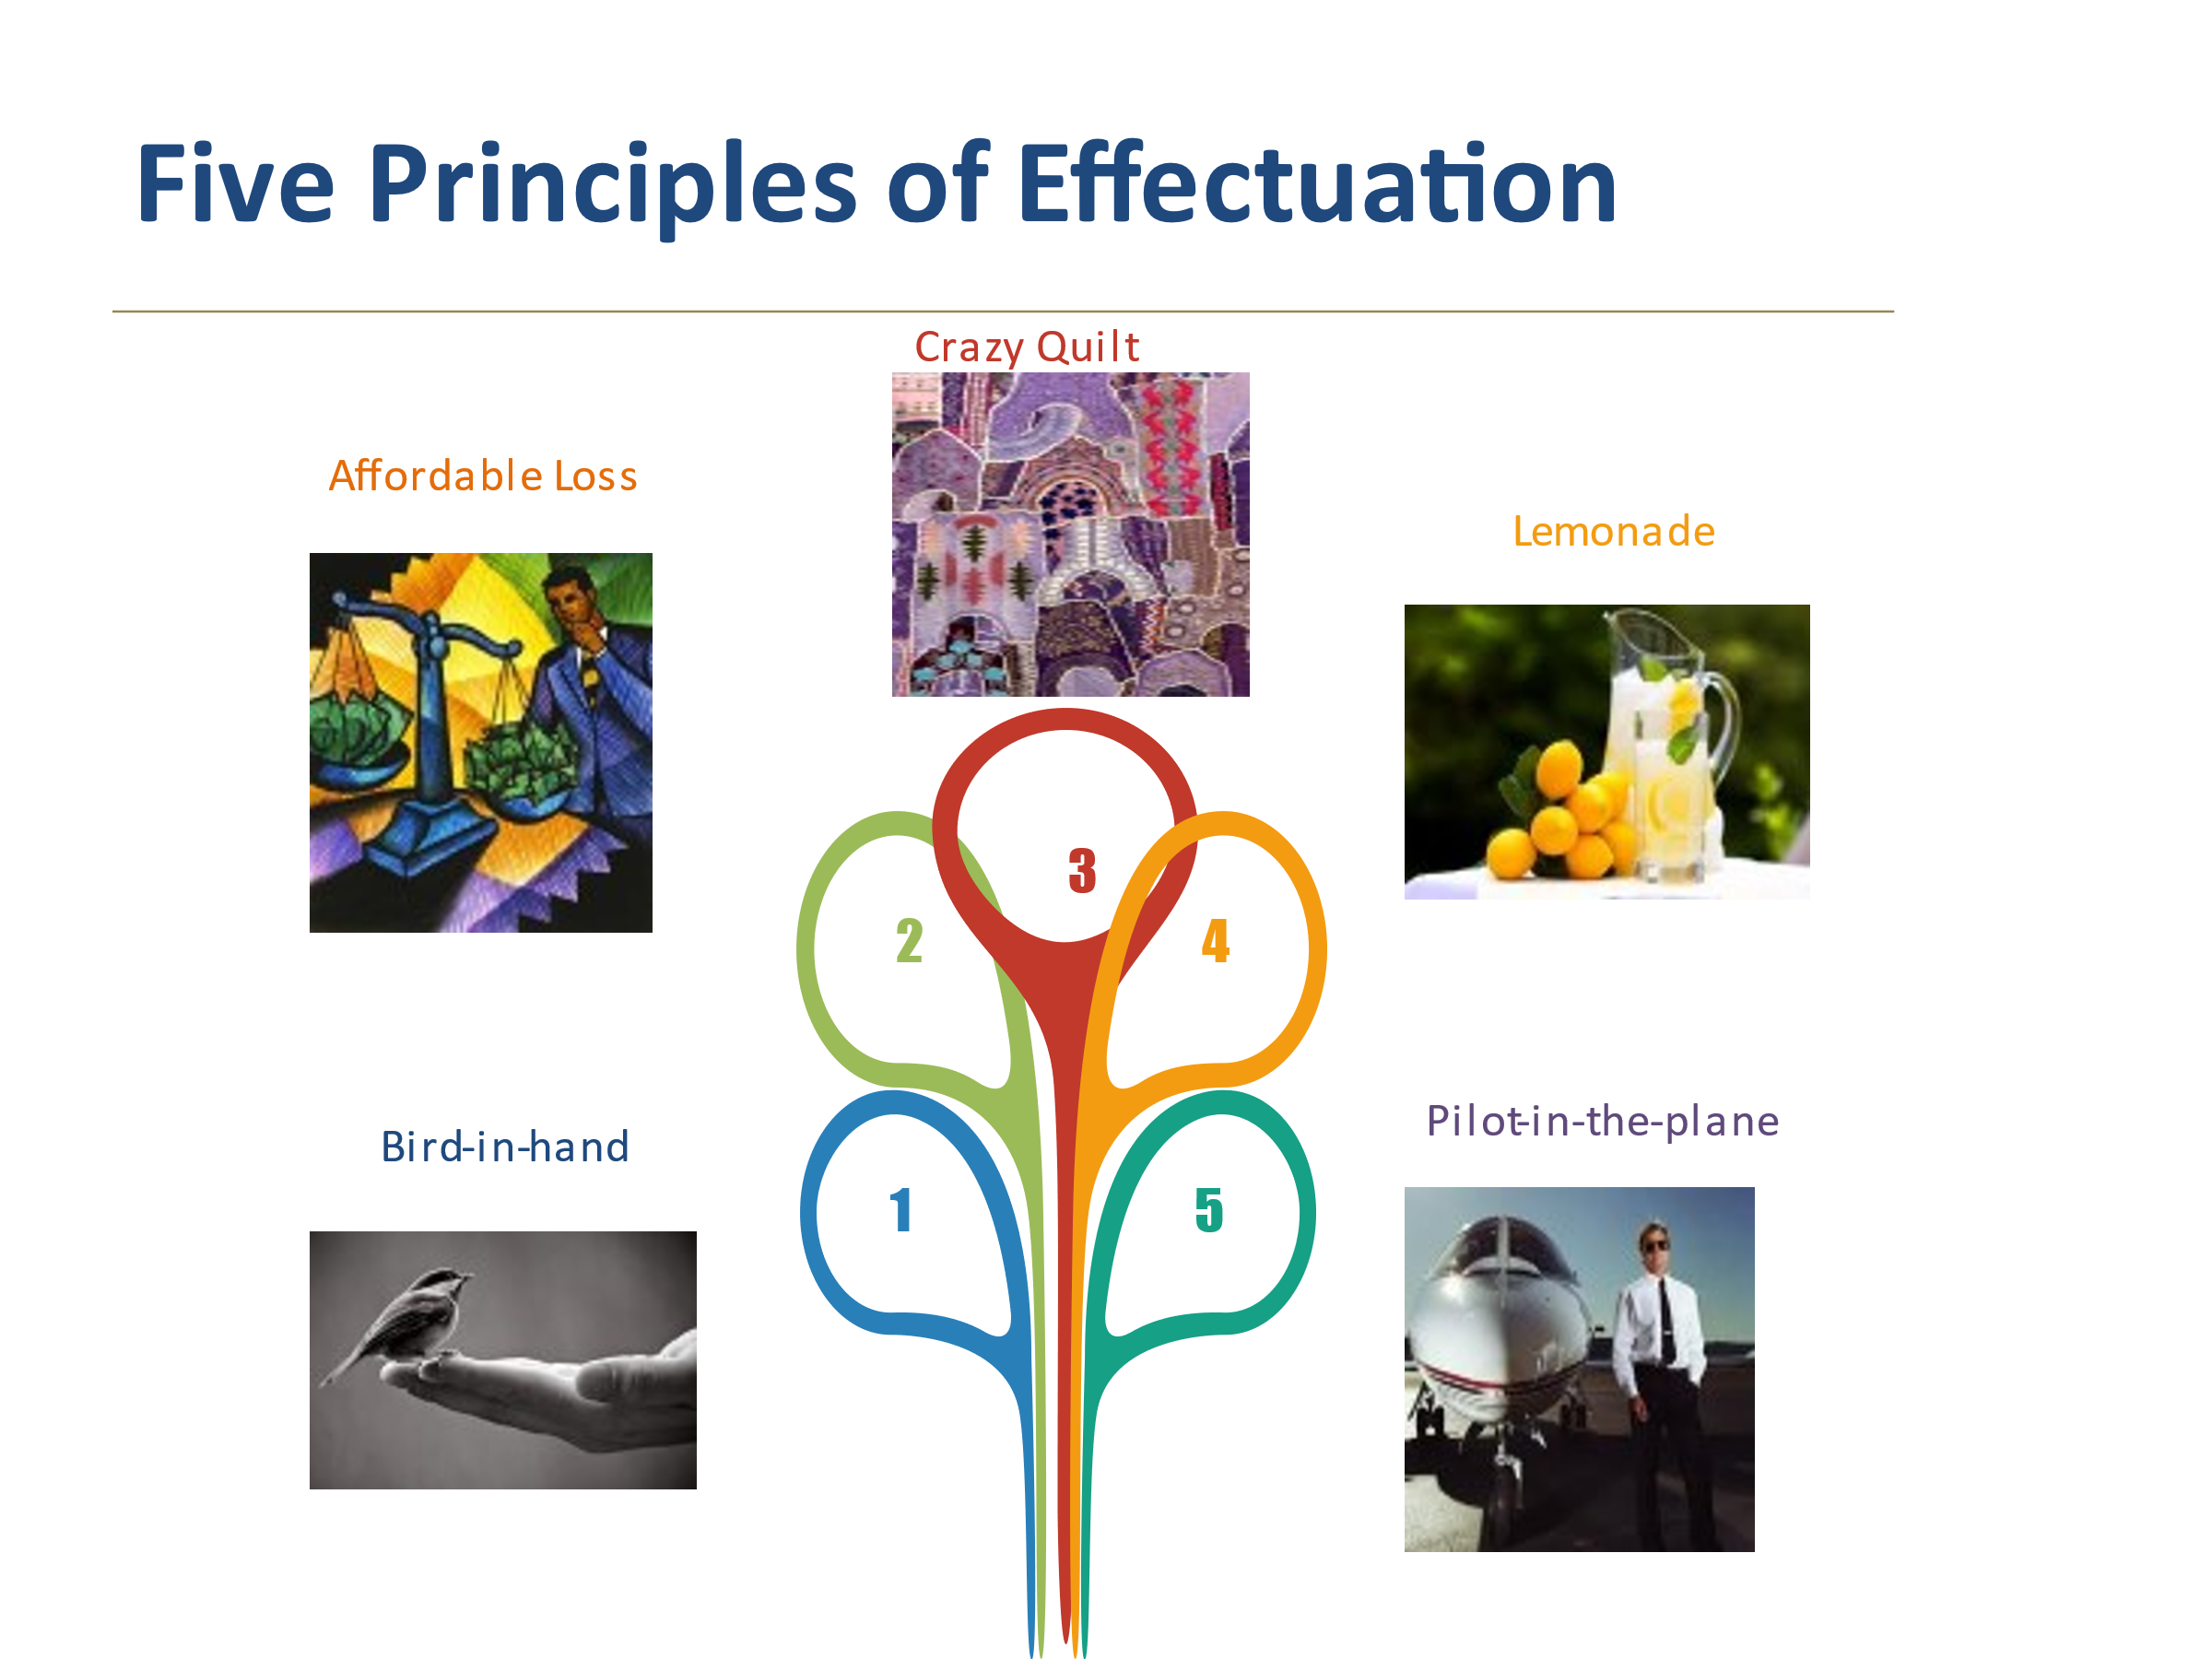 Five Principles of Effectuation
Crazy Quilt
Affordable Loss
Lemonade
3
2
4
Bird-in-hand
Pilot-in-the-plane
1
5